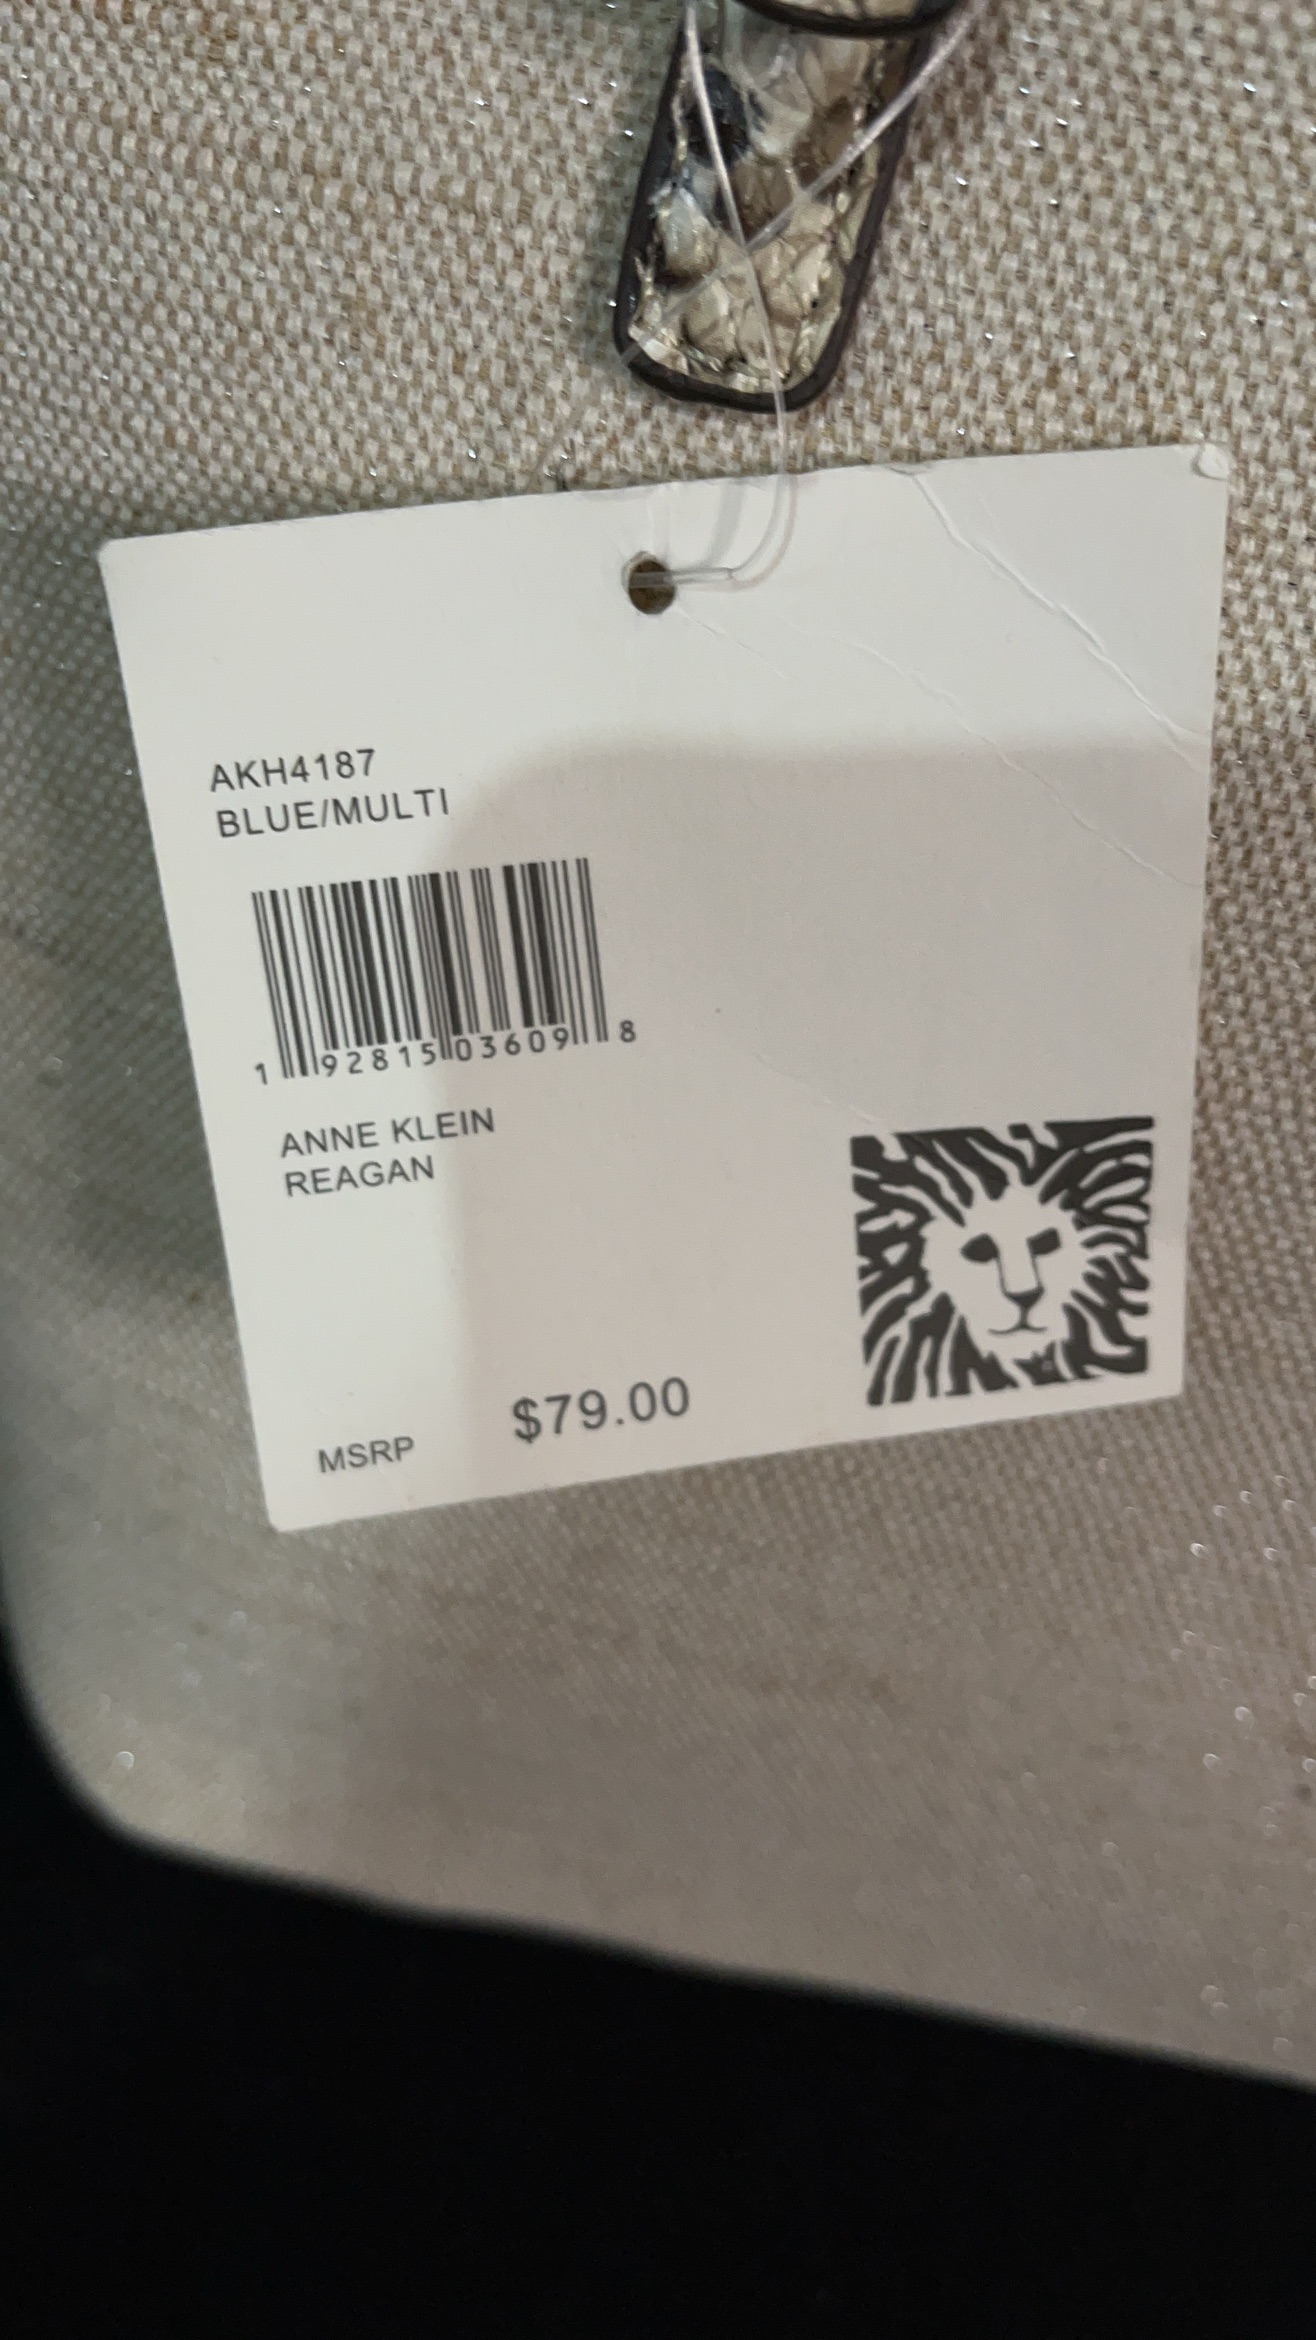 AKH4187
BLUE/MULTI
1 92815 03609 8
ANNE KLEIN
REAGAN
MSRP $79.00